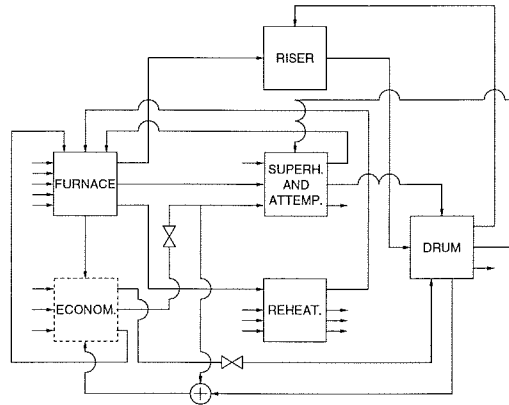 RISER
FURNACE
SUPERH.
AND
ATTEMP.
DRUM
ECONOM.
REHEAT.